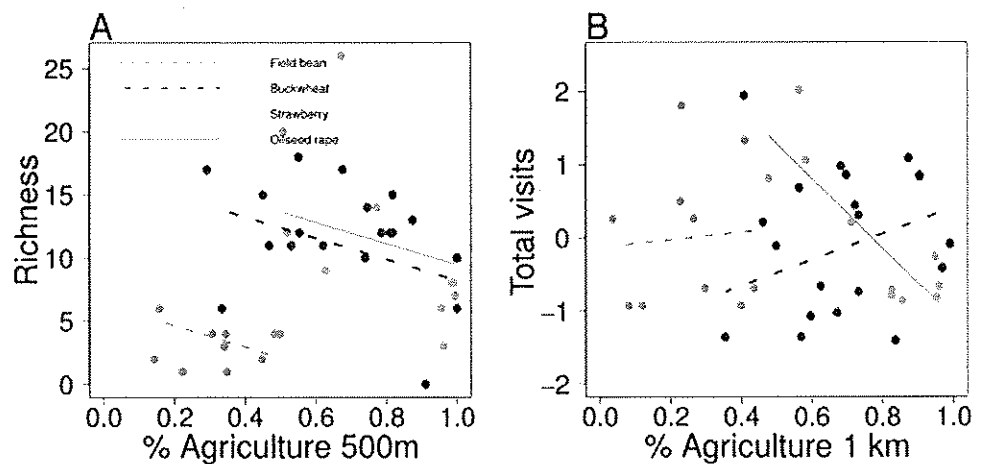 A
Richness
25
20
15
10
5
0
Field bean
Buckwheat
Strawberry
Oilseed rape
0.0 0.2 0.4 0.6 0.8 1.0
% Agriculture 500m
B
Total visits
2
1
0
−1
−2
0.0 0.2 0.4 0.6 0.8 1.0
% Agriculture 1 km